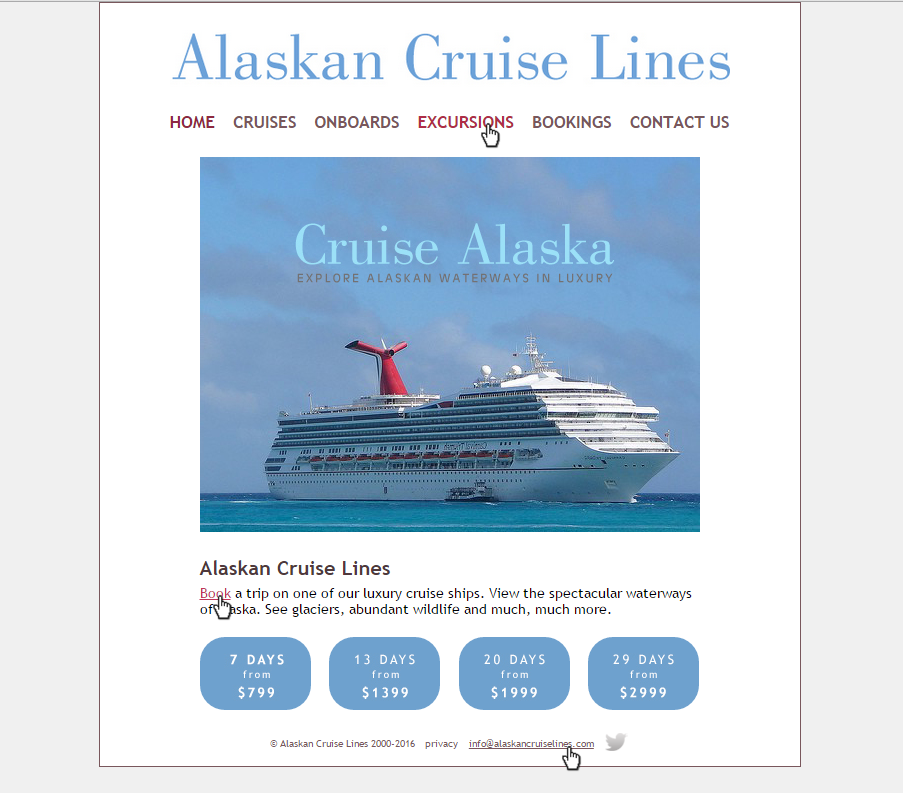 Alaskan Cruise Lines
HOME CRUISES ONBOARDS EXCURSIONS BOOKINGS CONTACT US
Cruise Alaska
EXPLORE ALASKAN WATERWAYS IN LUXURY
Alaskan Cruise Lines
Book a trip on one of our luxury cruise ships. View the spectacular waterways
of Alaska. See glaciers, abundant wildlife and much, much more.
7 DAYS
from
$799
13 DAYS
from
$1399
20 DAYS
from
$1999
29 DAYS
from
$2999
© Alaskan Cruise Lines 2000-2016 privacy info@alaskancruiselines.com